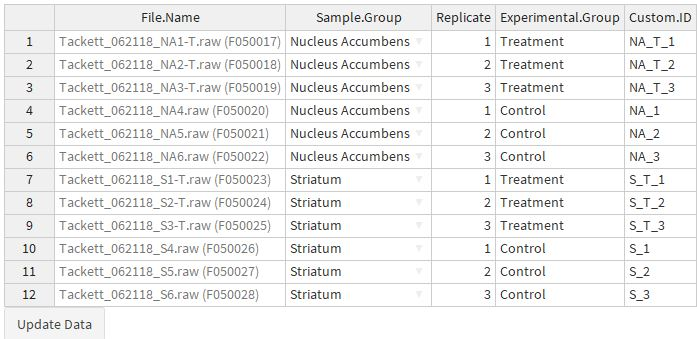 File.Name Sample.Group Replicate Experimental.Group Custom.ID
1 Tackett_062118_NA1-T.raw (F050017) Nucleus Accumbens 1 Treatment NA_T_1
2 Tackett_062118_NA2-T.raw (F050018) Nucleus Accumbens 2 Treatment NA_T_2
3 Tackett_062118_NA3-T.raw (F050019) Nucleus Accumbens 3 Treatment NA_T_3
4 Tackett_062118_NA4.raw (F050020) Nucleus Accumbens 1 Control NA_1
5 Tackett_062118_NA5.raw (F050021) Nucleus Accumbens 2 Control NA_2
6 Tackett_062118_NA6.raw (F050022) Nucleus Accumbens 3 Control NA_3
7 Tackett_062118_S1-T.raw (F050023) Striatum 1 Treatment S_T_1
8 Tackett_062118_S2-T.raw (F050024) Striatum 2 Treatment S_T_2
9 Tackett_062118_S3-T.raw (F050025) Striatum 3 Treatment S_T_3
10 Tackett_062118_S4.raw (F050026) Striatum 1 Control S_1
11 Tackett_062118_S5.raw (F050027) Striatum 2 Control S_2
12 Tackett_062118_S6.raw (F050028) Striatum 3 Control S_3
Update Data